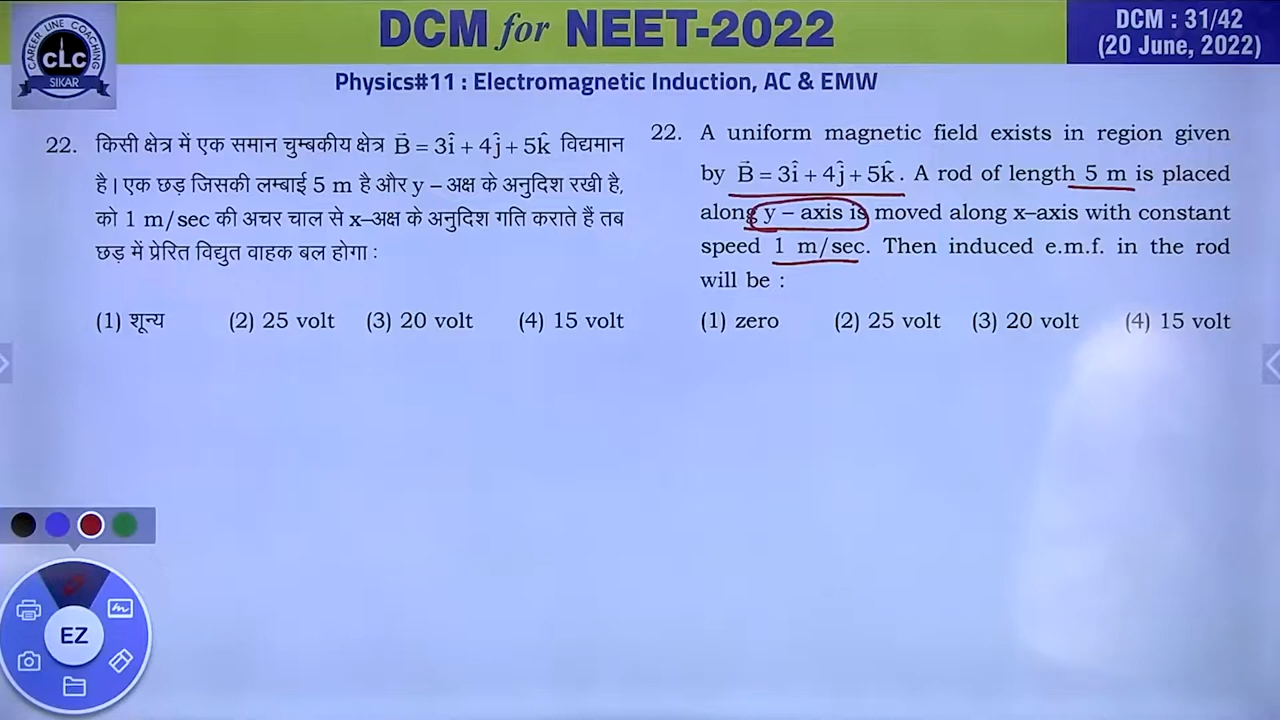 CAREER LINE COACHING
CLC
SIKAR
DCM for NEET-2022
DCM : 31/42
(20 June, 2022)
Physics#11 : Electromagnetic Induction, AC & EMW
22. किसी क्षेत्र में एक समान चुम्बकीय क्षेत्र B⃗ = 3î + 4ĵ + 5k̂ विद्यमान
है। एक छड़ जिसकी लम्बाई 5 m है और y – अक्ष के अनुदिश रखी है,
को 1 m/sec की अचर चाल से x–अक्ष के अनुदिश गति कराते हैं तब
छड़ में प्रेरित विद्युत वाहक बल होगा :
(1) शून्य (2) 25 volt (3) 20 volt (4) 15 volt
22. A uniform magnetic field exists in region given
by B⃗ = 3î + 4ĵ + 5k̂. A rod of length 5 m is placed
along y – axis is moved along x–axis with constant
speed 1 m/sec. Then induced e.m.f. in the rod
will be :
(1) zero (2) 25 volt (3) 20 volt (4) 15 volt
EZ